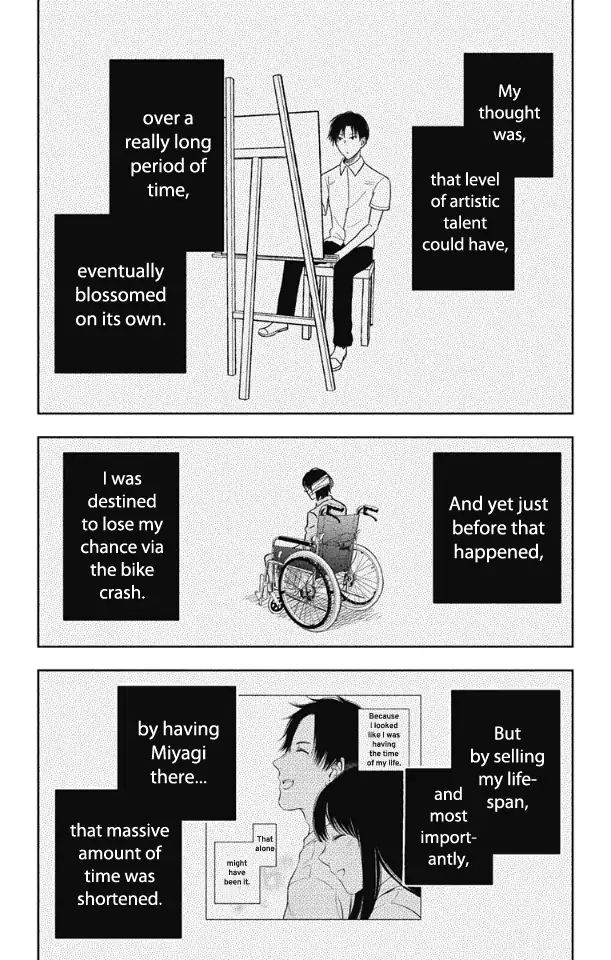 My
thought
was,
that level
of artistic
talent
could have,
over a
really long
period of
time,
eventually
blossomed
on its own.
And yet just
before that
happened,
I was
destined
to lose my
chance via
the bike
crash.
But
by selling
my life-
span,
and
most
import-
antly,
Because
I looked
like I was
having
the time
of my life.
That
alone
might
have
been it.
by having
Miyagi
there...
that massive
amount of
time was
shortened.